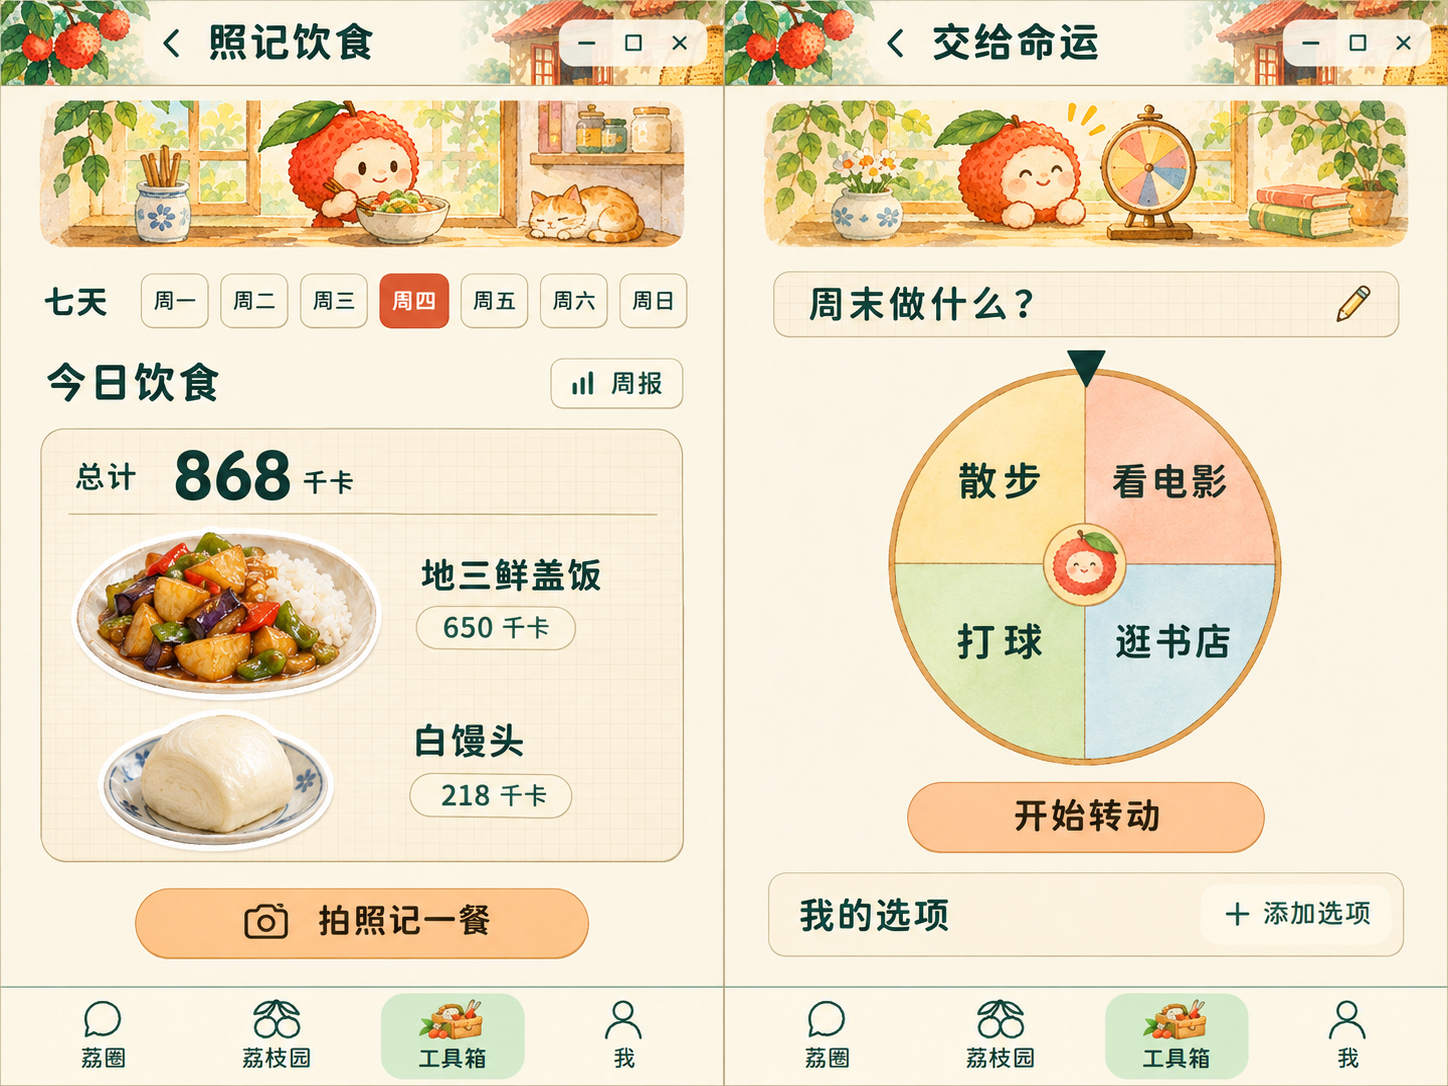 照记饮食
七天 周一 周二 周三 周四 周五 周六 周日
今日饮食
周报
总计 868 千卡
地三鲜盖饭
650 千卡
白馒头
218 千卡
拍照记一餐
荔圈 荔枝园 工具箱 我
交给命运
周末做什么？
散步 看电影
打球 逛书店
开始转动
我的选项 + 添加选项
荔圈 荔枝园 工具箱 我